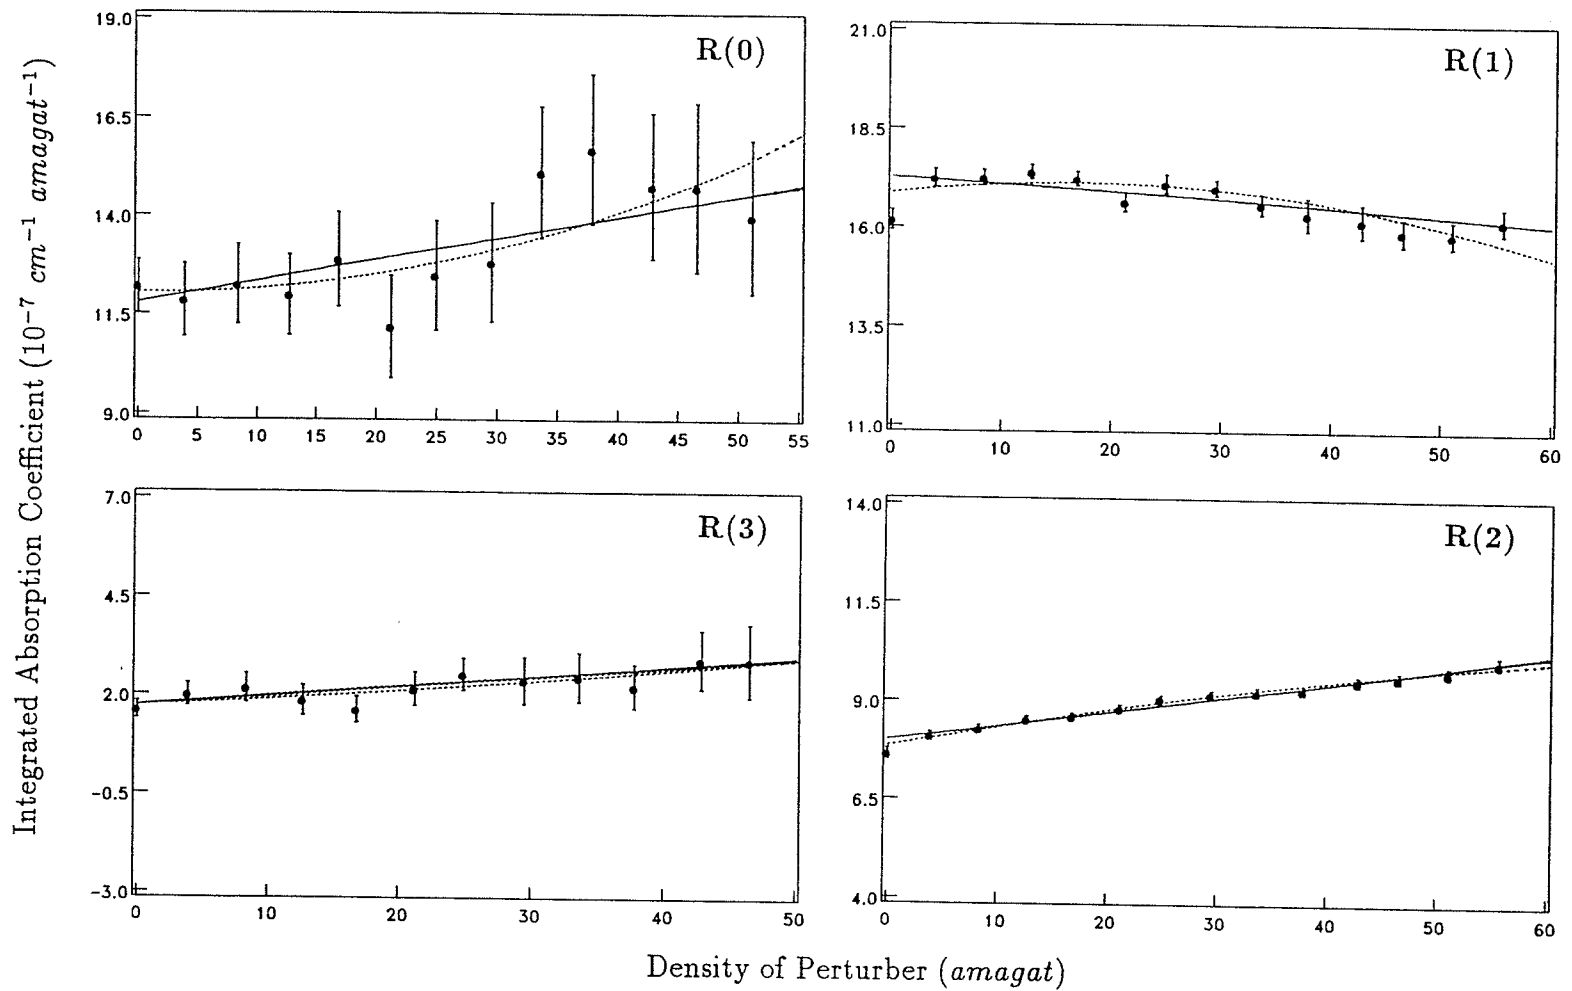 Integrated Absorption Coefficient (10⁻⁷ cm⁻¹ amagat⁻¹)
R(0)
19.0
16.5
14.0
11.5
9.0
0 5 10 15 20 25 30 35 40 45 50 55
R(1)
21.0
18.5
16.0
13.5
11.0
0 10 20 30 40 50 60
R(3)
7.0
4.5
2.0
-0.5
-3.0
0 10 20 30 40 50
R(2)
14.0
11.5
9.0
6.5
4.0
0 10 20 30 40 50 60
Density of Perturber (amagat)